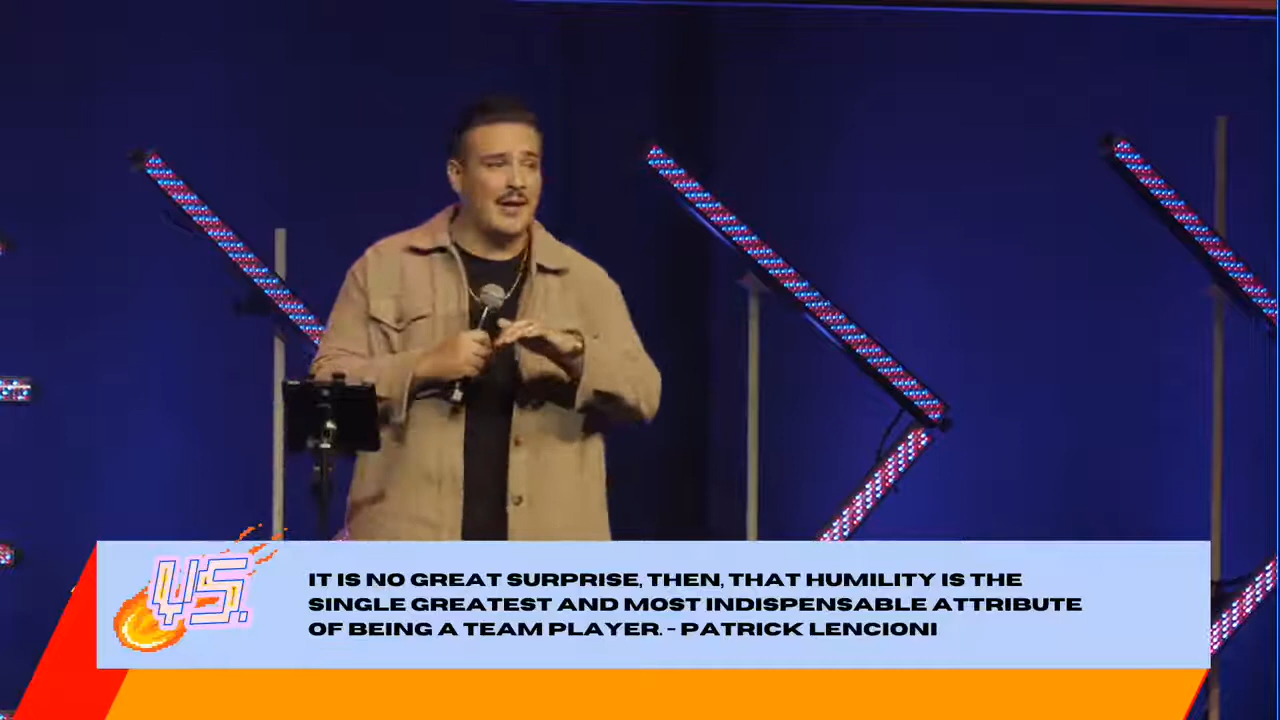 VS.
IT IS NO GREAT SURPRISE, THEN, THAT HUMILITY IS THE
SINGLE GREATEST AND MOST INDISPENSABLE ATTRIBUTE
OF BEING A TEAM PLAYER. - PATRICK LENCIONI